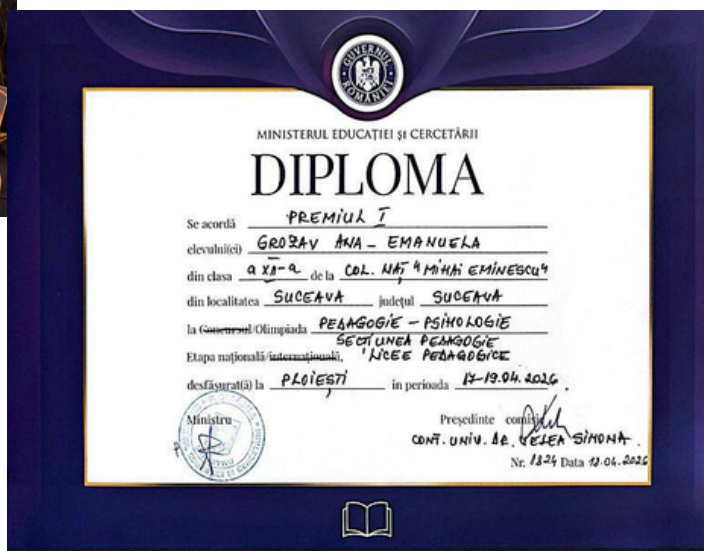 GUVERNUL ROMÂNIEI
MINISTERUL EDUCAȚIEI ȘI CERCETĂRII
DIPLOMA
Se acordă PREMIUL I
elevului(ei) GROZAV ANA - EMANUELA
din clasa a XI-a de la COL. NAȚ "MIHAI EMINESCU"
din localitatea SUCEAVA județul SUCEAVA
la Concursul/Olimpiada PEDAGOGIE - PSIHOLOGIE
SECȚIUNEA PEDAGOGIE
Etapa națională/internațională, LICEE PEDAGOGICE
desfășurat(ă) la PLOIEȘTI în perioada 17-19.04.2026.
Ministru Președinte comisie
CONF. UNIV. DR. VELEA SIMONA.
Nr. 1824 Data 18.04.2026